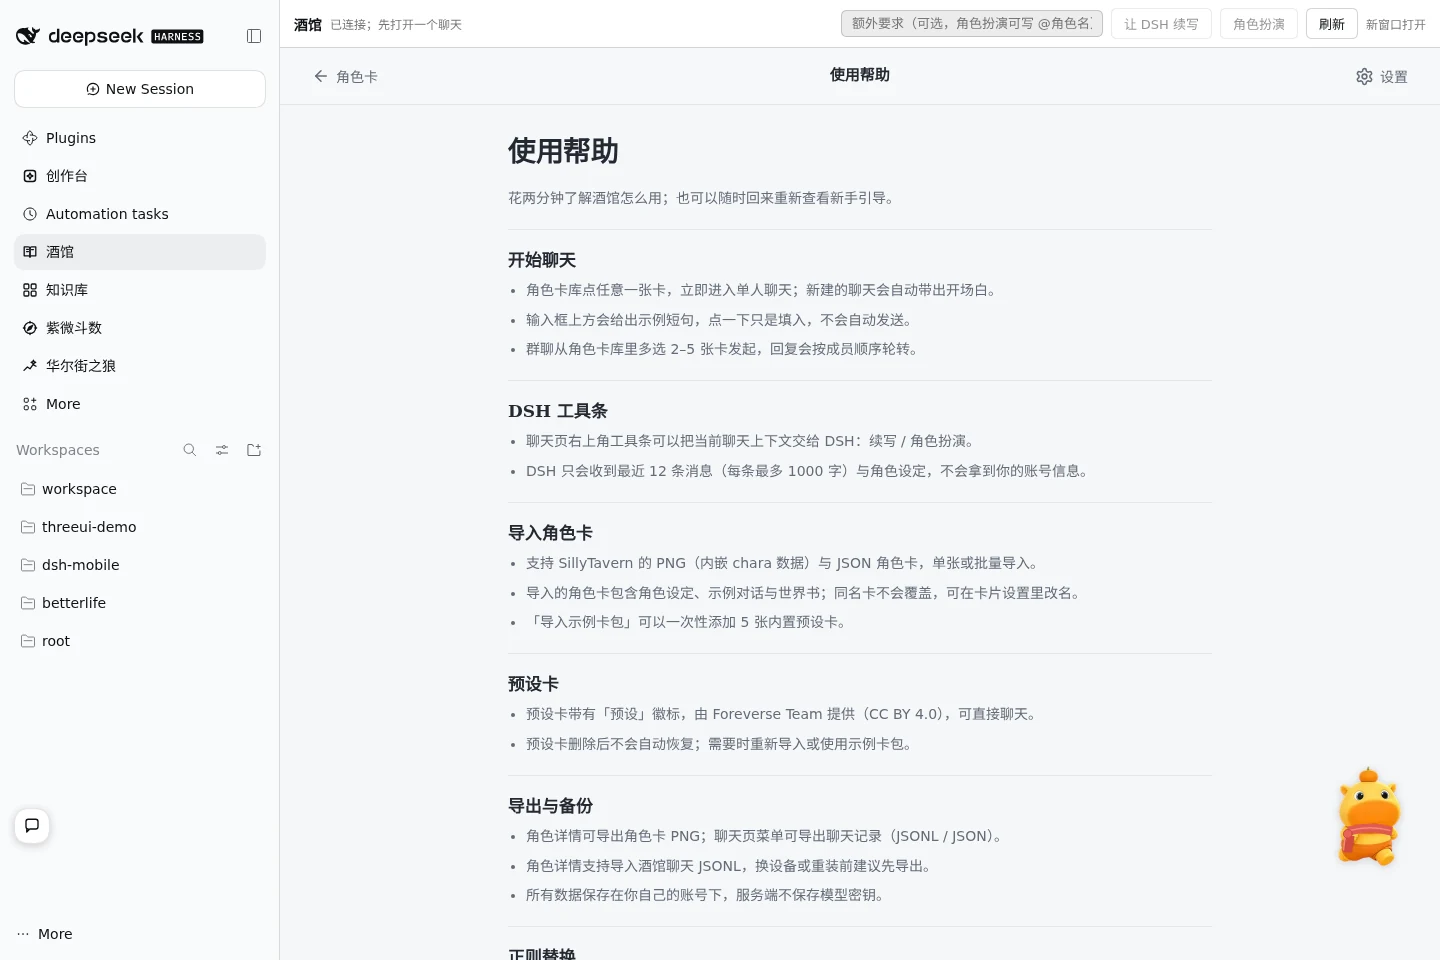 deepseek HARNESS
New Session
Plugins
创作台
Automation tasks
酒馆
知识库
紫微斗数
华尔街之狼
More
Workspaces
workspace
threeui-demo
dsh-mobile
betterlife
root
More
酒馆 已连接；先打开一个聊天
额外要求（可选，角色扮演可写 @角色名
让 DSH 续写
角色扮演
刷新
新窗口打开
角色卡
使用帮助
设置
使用帮助
花两分钟了解酒馆怎么用；也可以随时回来重新查看新手引导。
开始聊天
• 角色卡库点任意一张卡，立即进入单人聊天；新建的聊天会自动带出开场白。
• 输入框上方会给出示例短句，点一下只是填入，不会自动发送。
• 群聊从角色卡库里多选 2–5 张卡发起，回复会按成员顺序轮转。
DSH 工具条
• 聊天页右上角工具条可以把当前聊天上下文交给 DSH：续写 / 角色扮演。
• DSH 只会收到最近 12 条消息（每条最多 1000 字）与角色设定，不会拿到你的账号信息。
导入角色卡
• 支持 SillyTavern 的 PNG（内嵌 chara 数据）与 JSON 角色卡，单张或批量导入。
• 导入的角色卡包含角色设定、示例对话与世界书；同名卡不会覆盖，可在卡片设置里改名。
• 「导入示例卡包」可以一次性添加 5 张内置预设卡。
预设卡
• 预设卡带有「预设」徽标，由 Foreverse Team 提供（CC BY 4.0），可直接聊天。
• 预设卡删除后不会自动恢复；需要时重新导入或使用示例卡包。
导出与备份
• 角色详情可导出角色卡 PNG；聊天页菜单可导出聊天记录（JSONL / JSON）。
• 角色详情支持导入酒馆聊天 JSONL，换设备或重装前建议先导出。
• 所有数据保存在你自己的账号下，服务端不保存模型密钥。
正则替换